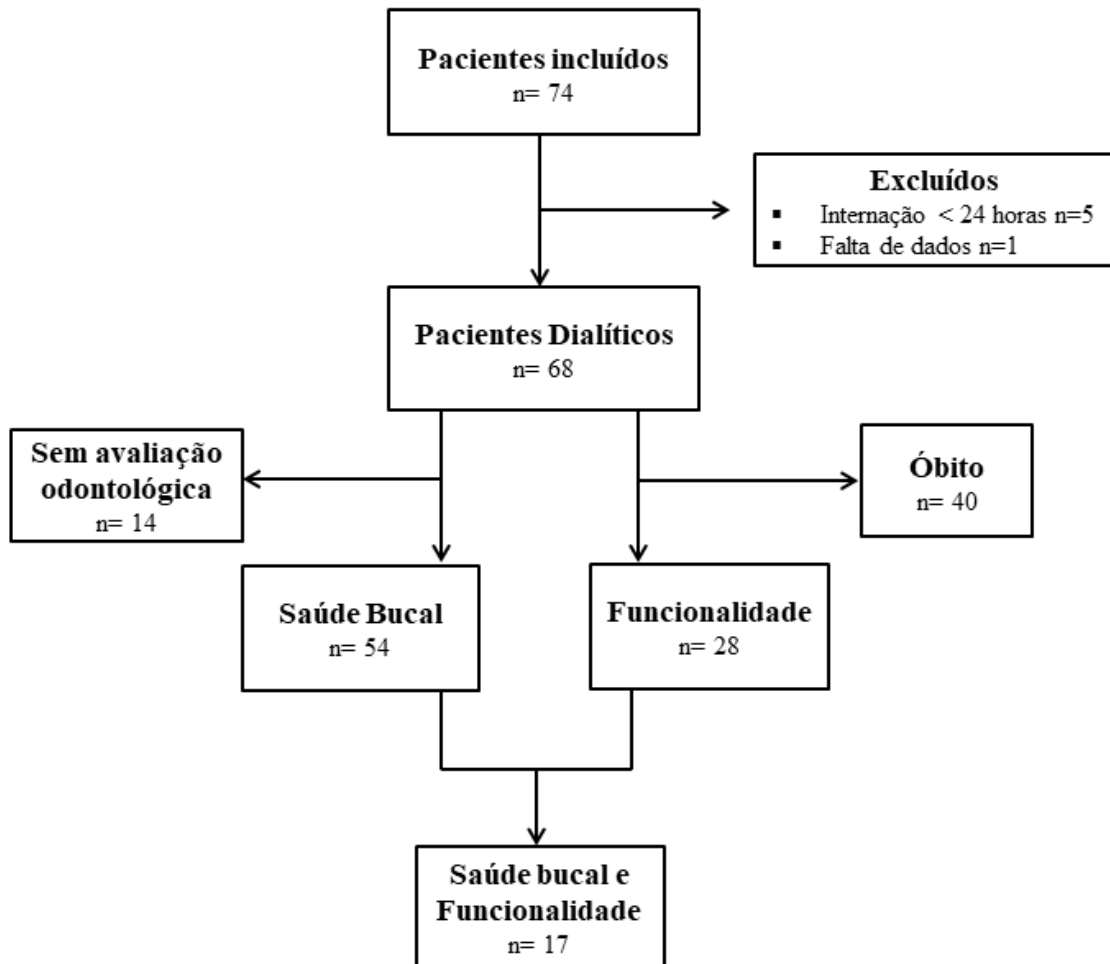 Pacientes incluídos
n= 74
Excluídos
▪ Internação < 24 horas n=5
▪ Falta de dados n=1
Pacientes Dialíticos
n= 68
Sem avaliação
odontológica
n= 14
Óbito
n= 40
Saúde Bucal
n= 54
Funcionalidade
n= 28
Saúde bucal e
Funcionalidade
n= 17